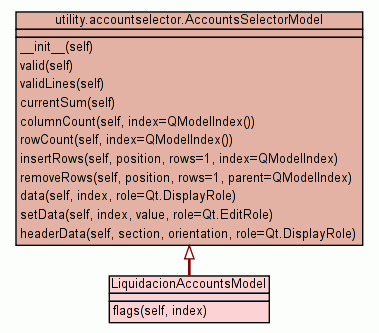 utility.accountselector.AccountsSelectorModel
__init__(self)
valid(self)
validLines(self)
currentSum(self)
columnCount(self, index=QModelIndex())
rowCount(self, index=QModelIndex())
insertRows(self, position, rows=1, index=QModelIndex)
removeRows(self, position, rows=1, parent=QModelIndex)
data(self, index, role=Qt.DisplayRole)
setData(self, index, value, role=Qt.EditRole)
headerData(self, section, orientation, role=Qt.DisplayRole)
LiquidacionAccountsModel
flags(self, index)